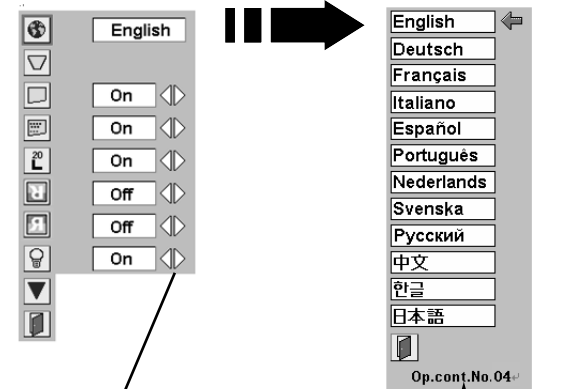 English
On
On
20
L
On
R
Off
R
Off
On
English
Deutsch
Français
Italiano
Español
Português
Nederlands
Svenska
Русский
中文
한글
日本語
Op.cont.No.04